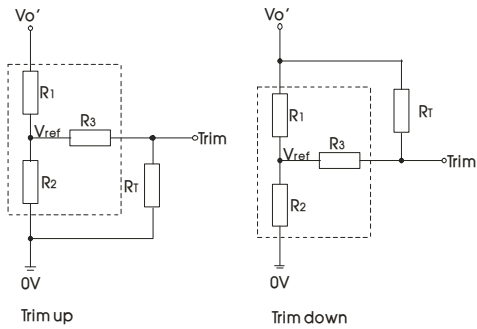 Vo'
R1
Vref
R3
Trim
R2
RT
0V
Trim up
Vo'
R1
RT
Vref
R3
Trim
R2
0V
Trim down